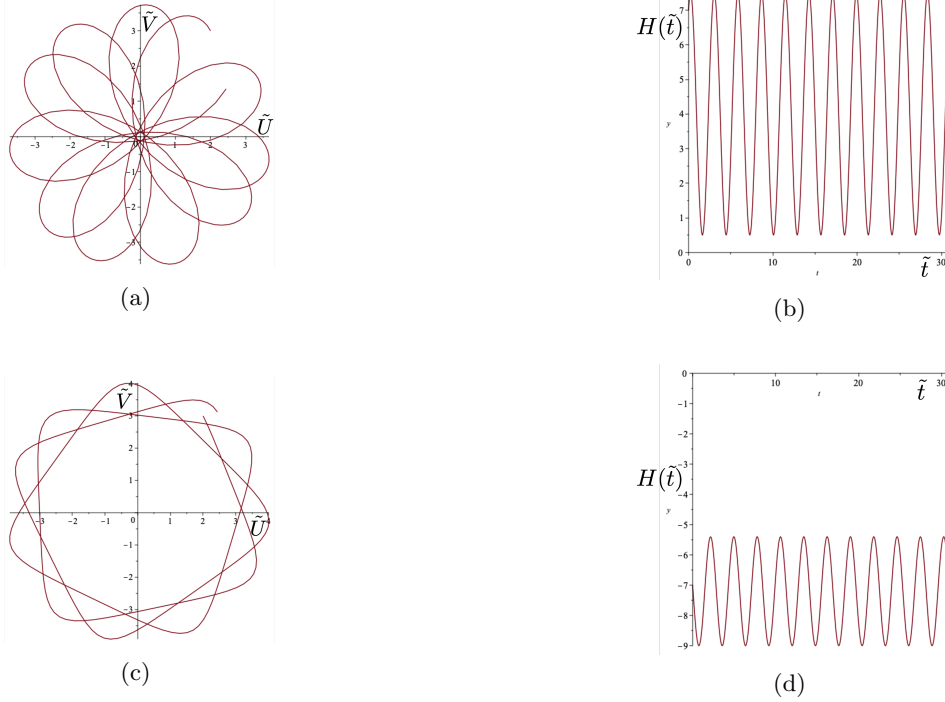 Ṽ
3
2
1
Ũ
−3 −2 −1 0 1 2 3
−1
−2
−3
(a)
7
H(t̃)
6
5
4
y
3
2
1
0
0 10 20 30
t
t̃
(b)
4
Ṽ
3
2
1
−3 −2 −1 0 1 2 3 4
Ũ
−1
−2
−3
(c)
0
10 20 30
t
t̃
−1
−2
−3
H(t̃)
−4
y
−5
−6
−7
−8
−9
(d)